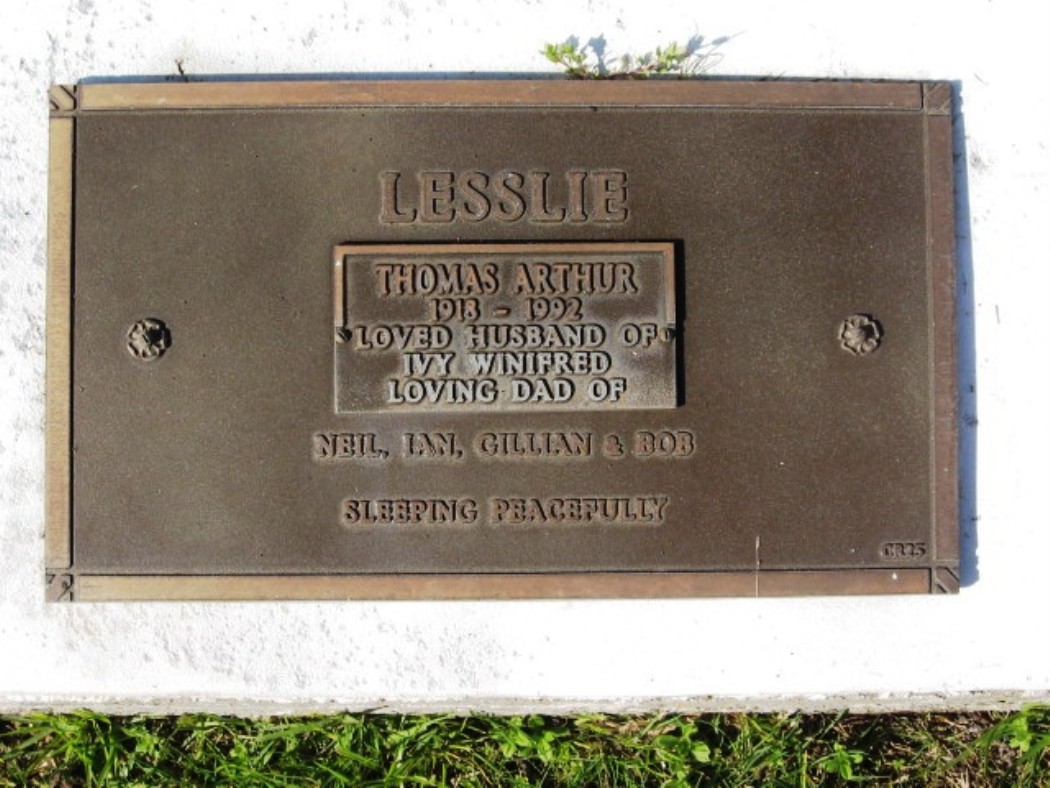 LESSLIE
THOMAS ARTHUR
1918 - 1992
LOVED HUSBAND OF
IVY WINIFRED
LOVING DAD OF
NEIL, IAN, GILLIAN & BOB
SLEEPING PEACEFULLY
CR25